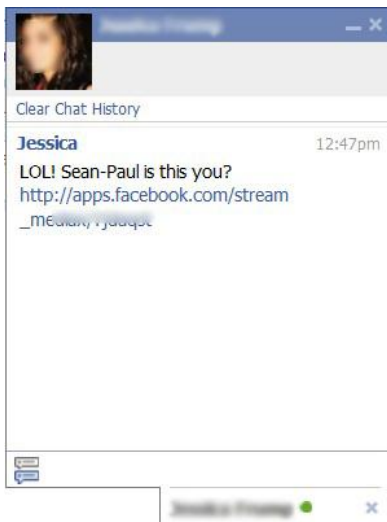 Clear Chat History
Jessica 12:47pm
LOL! Sean-Paul is this you?
http://apps.facebook.com/stream